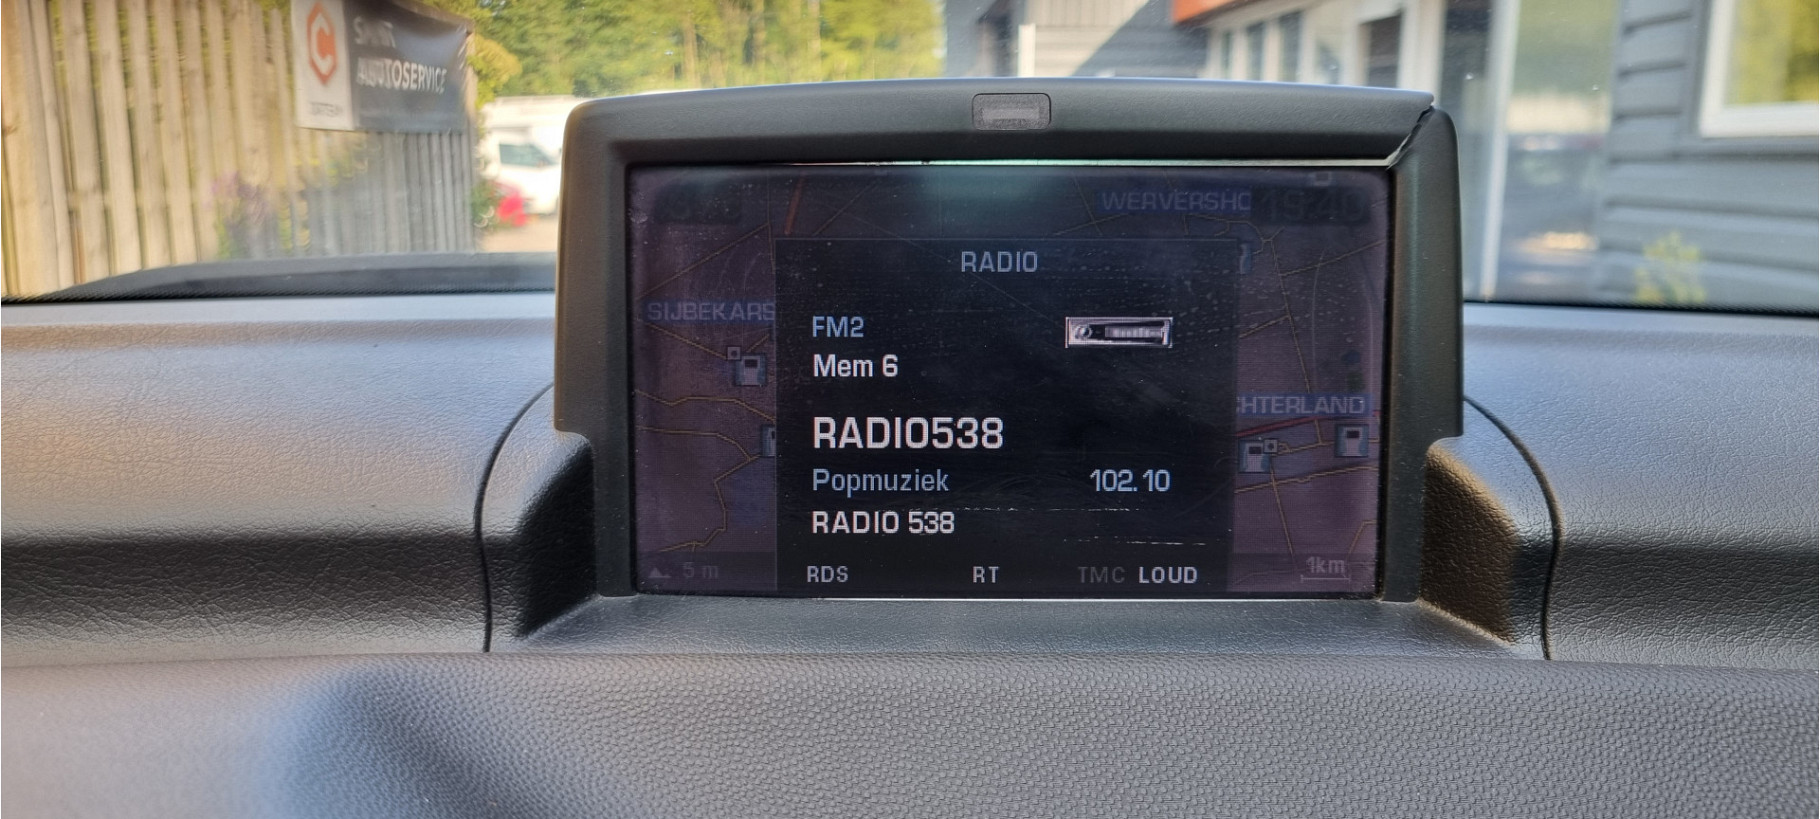 AUTOSERVICE
WERVERSHO
19:40
RADIO
SIJBEKARS
FM2
Mem 6
CHTERLAND
RADIO538
Popmuziek 102.10
RADIO 538
5 m
RDS RT TMC LOUD
1km